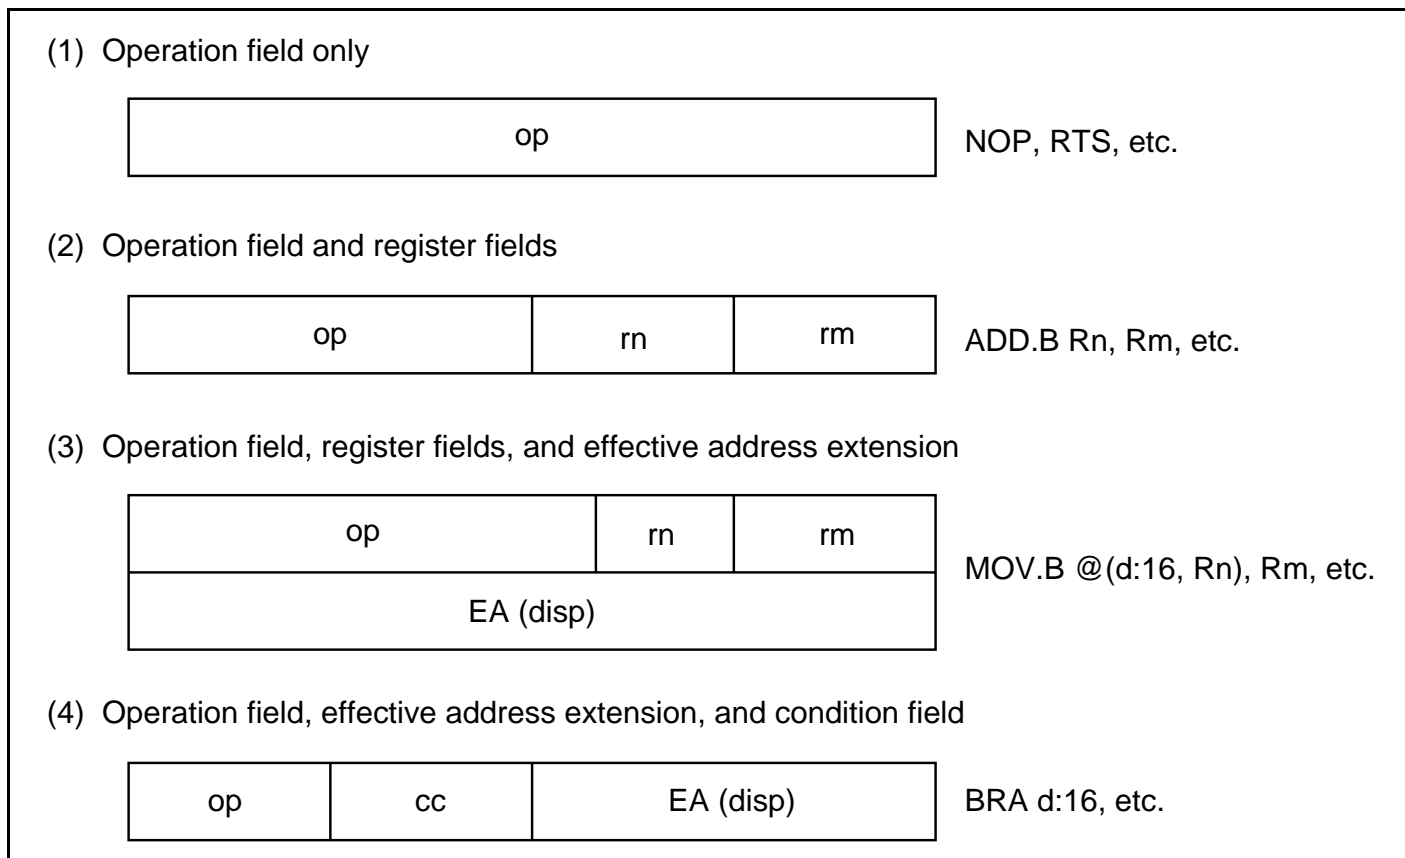 (1) Operation field only
op
NOP, RTS, etc.
(2) Operation field and register fields
op rn rm
ADD.B Rn, Rm, etc.
(3) Operation field, register fields, and effective address extension
op rn rm
EA (disp)
MOV.B @(d:16, Rn), Rm, etc.
(4) Operation field, effective address extension, and condition field
op cc EA (disp)
BRA d:16, etc.